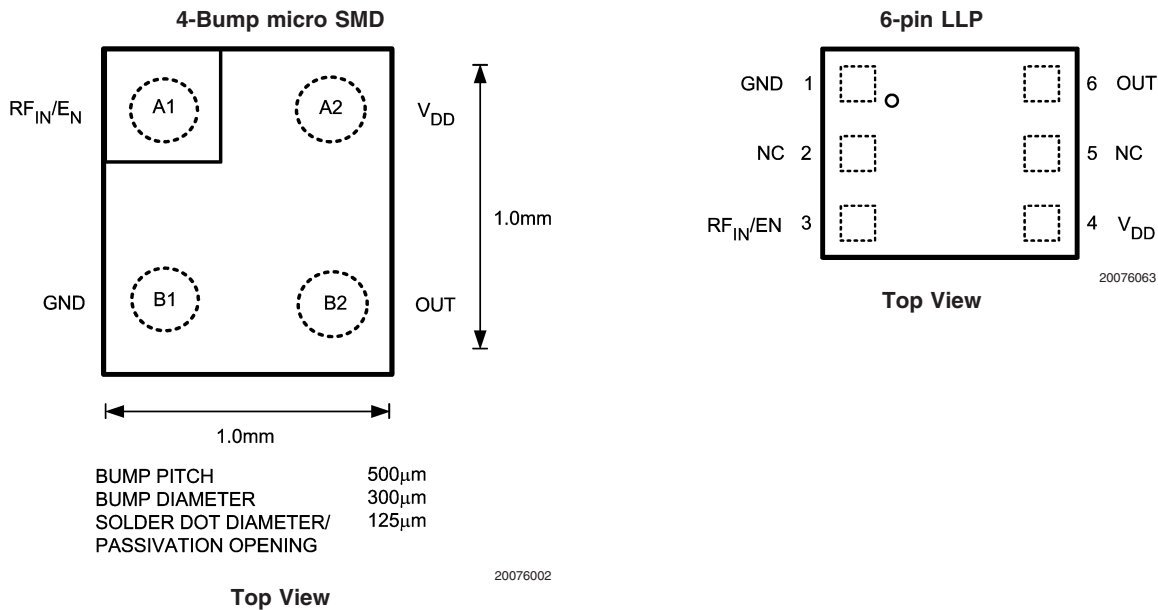 4-Bump micro SMD
RF_IN/E_N
A1
A2
V_DD
1.0mm
GND
B1
B2
OUT
1.0mm
BUMP PITCH 500μm
BUMP DIAMETER 300μm
SOLDER DOT DIAMETER/ 125μm
PASSIVATION OPENING
20076002
Top View
6-pin LLP
GND 1
6 OUT
NC 2
5 NC
RF_IN/EN 3
4 V_DD
20076063
Top View